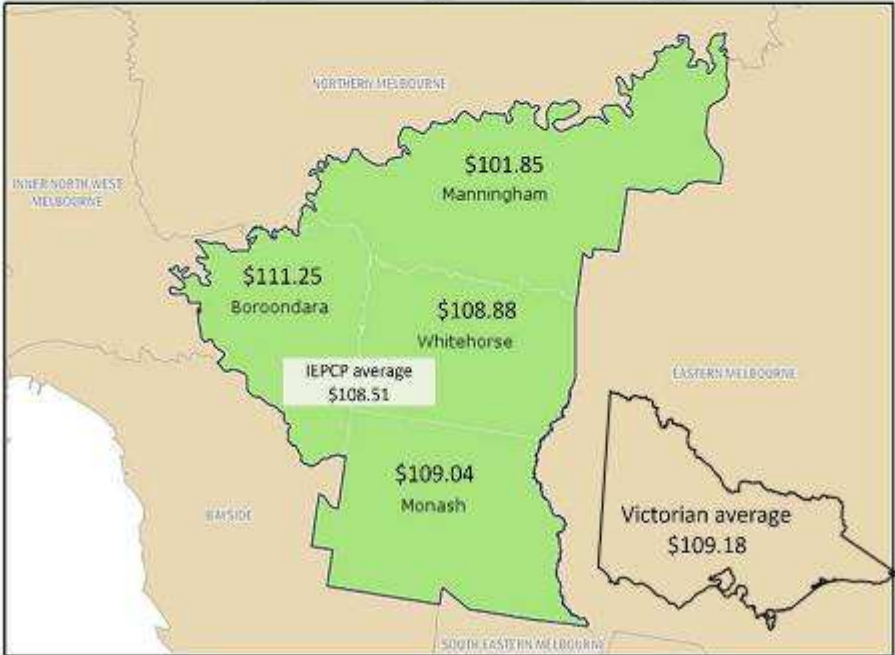 NORTHERN MELBOURNE
$101.85
Manningham
INNER NORTH WEST
MELBOURNE
$111.25
Boroondara
$108.88
Whitehorse
IEPCP average
$108.51
EASTERN MELBOURNE
$109.04
Monash
BAYSIDE
Victorian average
$109.18
SOUTH EASTERN MELBOURNE